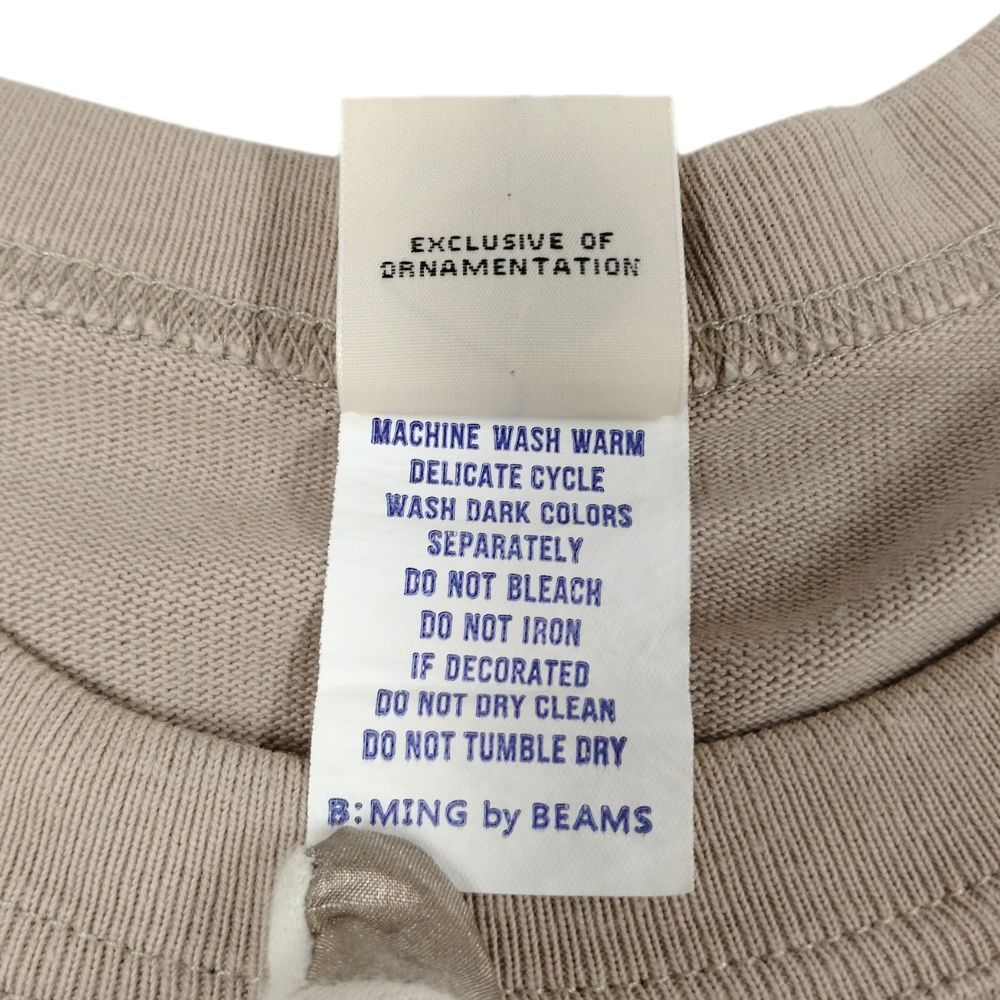 EXCLUSIVE OF
ORNAMENTATION
MACHINE WASH WARM
DELICATE CYCLE
WASH DARK COLORS
SEPARATELY
DO NOT BLEACH
DO NOT IRON
IF DECORATED
DO NOT DRY CLEAN
DO NOT TUMBLE DRY
B:MING by BEAMS